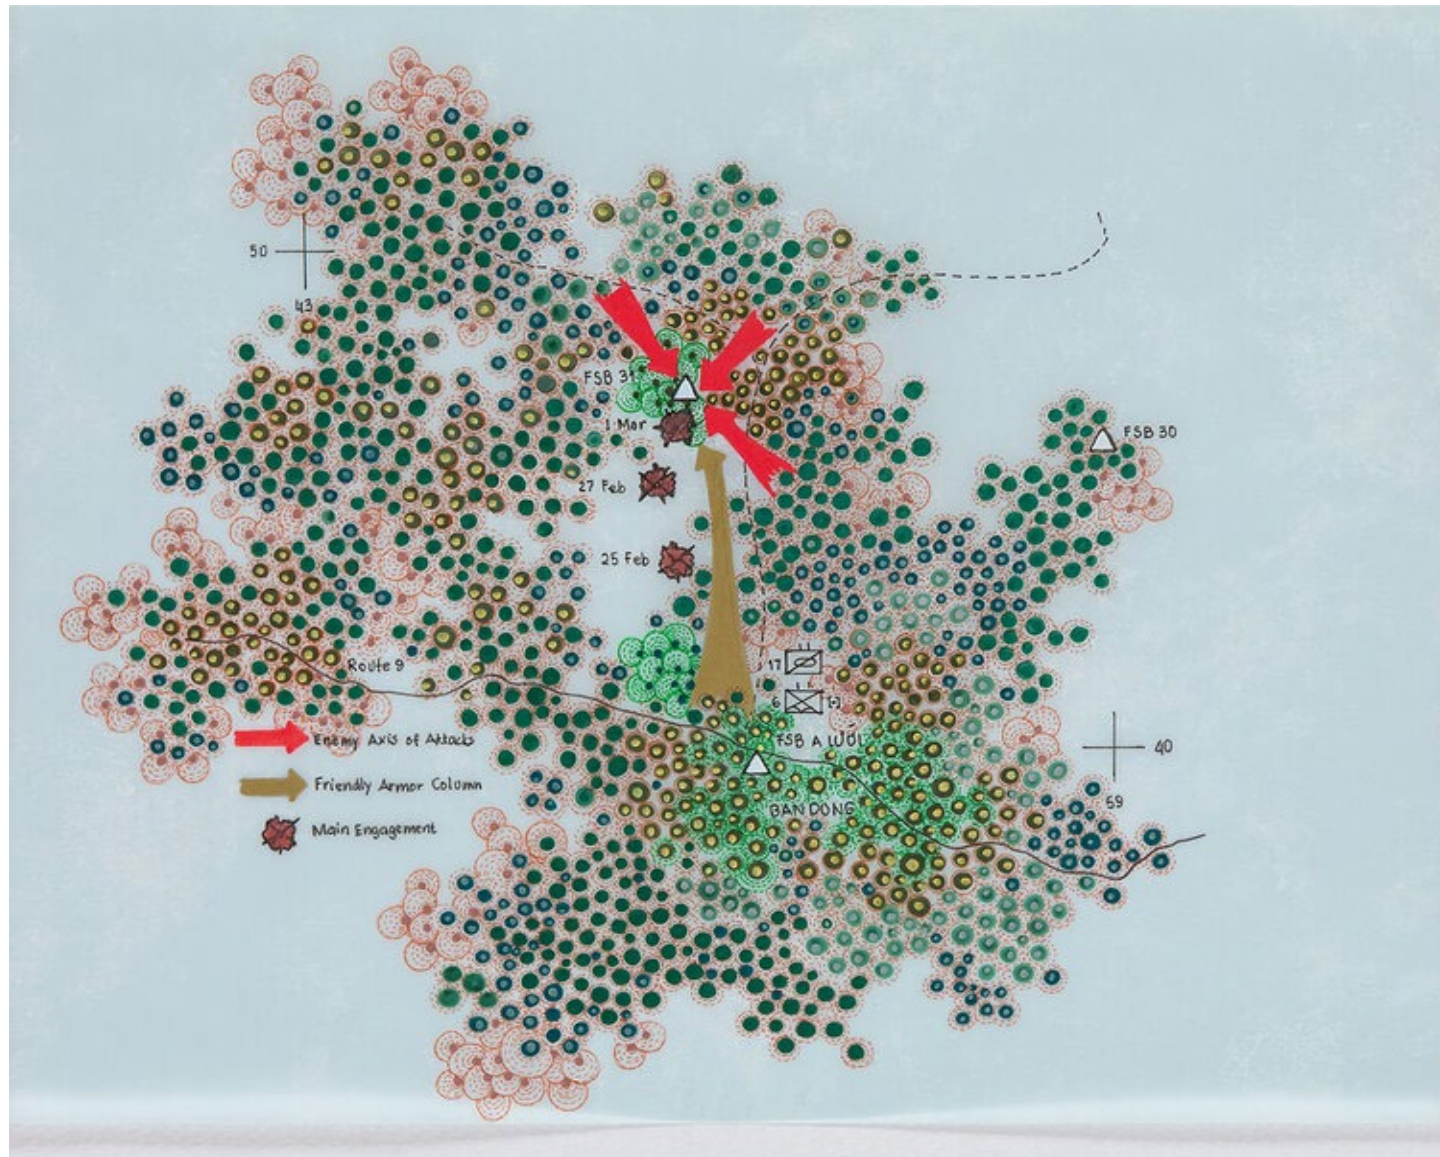 50
43
FSB 31
1 Mar
FSB 30
27 Feb
25 Feb
17
Route 9
6 [-]
Enemy Axis of Attacks
FSB A LUOI
40
Friendly Armor Column
59
BAN DONG
Main Engagement